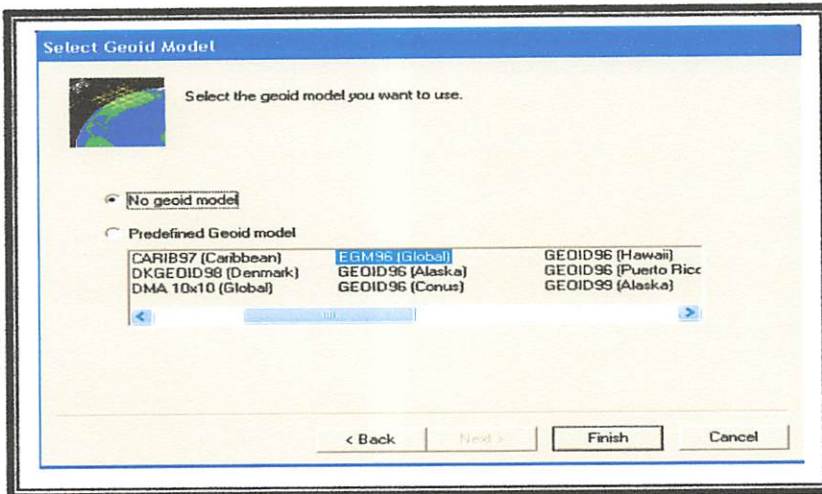 Select Geoid Model
Select the geoid model you want to use.
No geoid model
Predefined Geoid model
CARIB97 (Caribbean) EGM96 (Global) GEOID96 (Hawaii)
DKGEOID98 (Denmark) GEOID96 (Alaska) GEOID96 (Puerto Ricc
DMA 10x10 (Global) GEOID96 (Conus) GEOID99 (Alaska)
< Back Next > Finish Cancel